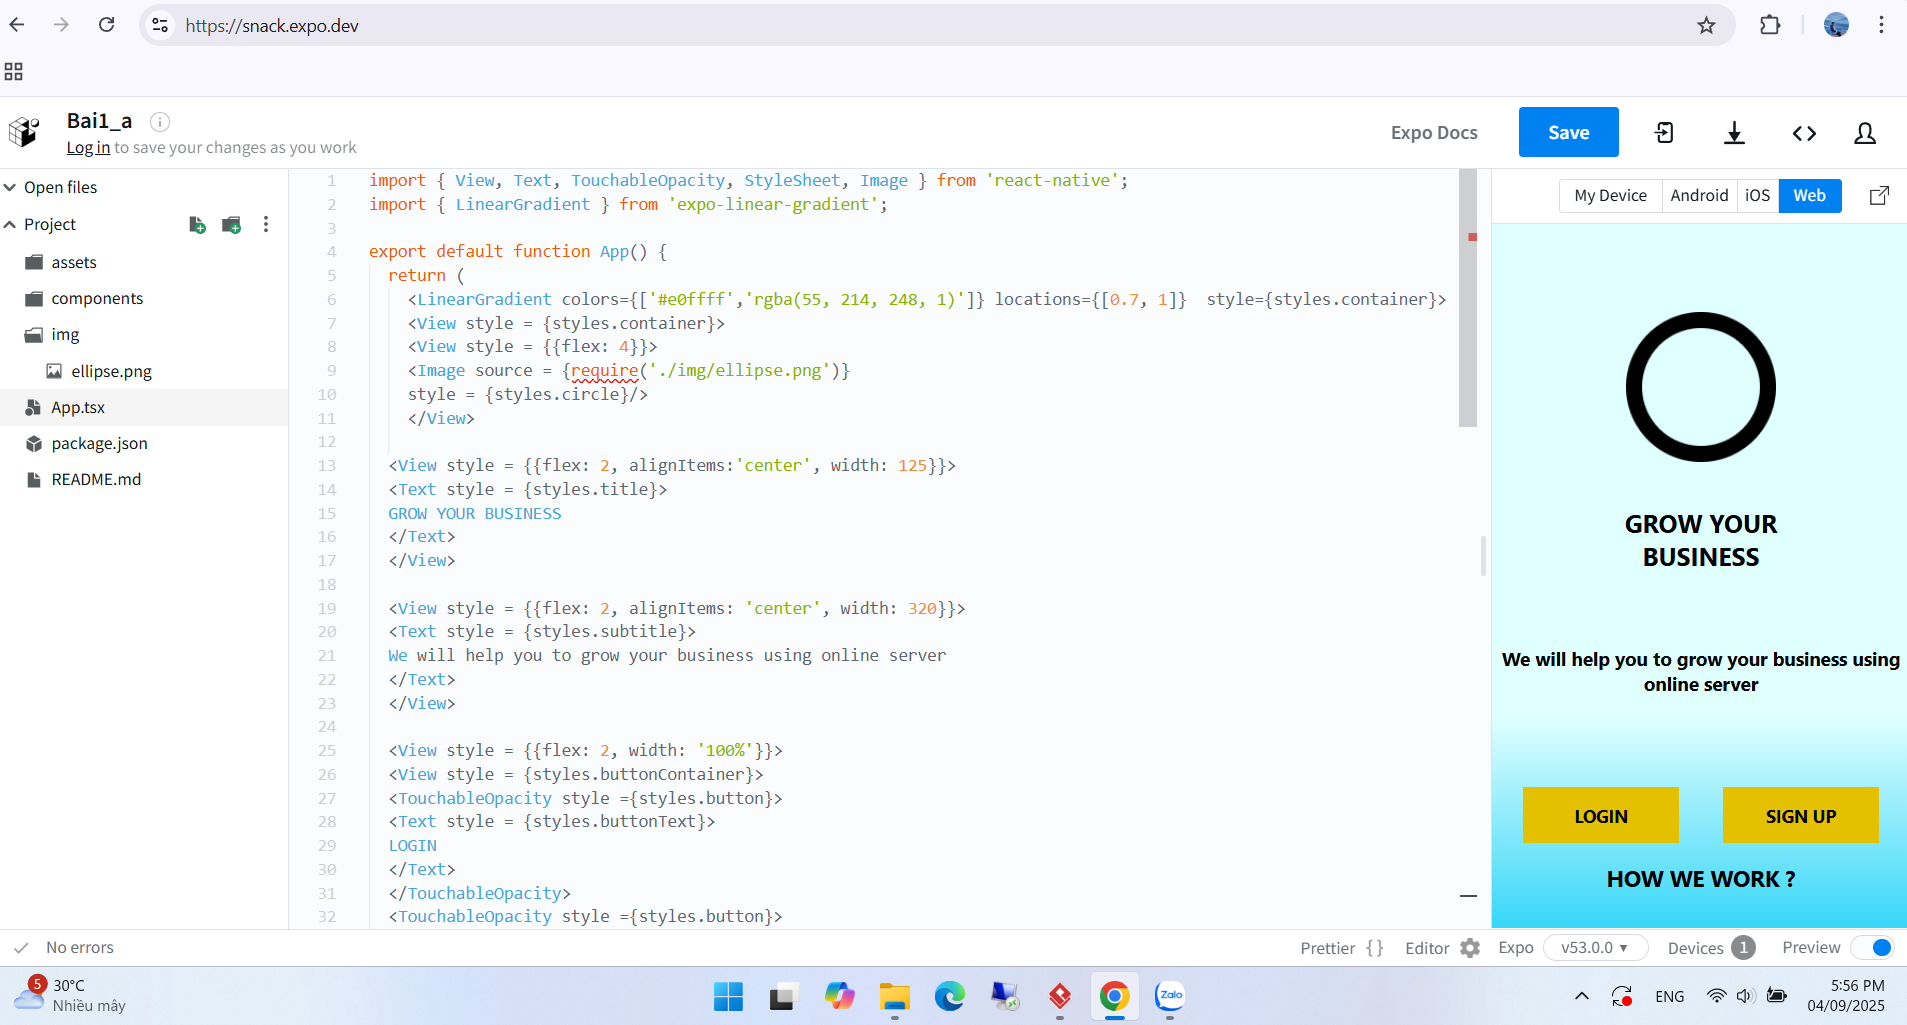 https://snack.expo.dev
Bai1_a
Log in to save your changes as you work
Expo Docs
Save
Open files
Project
assets
components
img
ellipse.png
App.tsx
package.json
README.md
1 import { View, Text, TouchableOpacity, StyleSheet, Image } from 'react-native';
2 import { LinearGradient } from 'expo-linear-gradient';
3
4 export default function App() {
5 return (
6 <LinearGradient colors={['#e0ffff','rgba(55, 214, 248, 1)']} locations={[0.7, 1]}  style={styles.container}>
7 <View style = {styles.container}>
8 <View style = {{flex: 4}}>
9 <Image source = {require('./img/ellipse.png')}
10 style = {styles.circle}/>
11 </View>
12
13 <View style = {{flex: 2, alignItems:'center', width: 125}}>
14 <Text style = {styles.title}>
15 GROW YOUR BUSINESS
16 </Text>
17 </View>
18
19 <View style = {{flex: 2, alignItems: 'center', width: 320}}>
20 <Text style = {styles.subtitle}>
21 We will help you to grow your business using online server
22 </Text>
23 </View>
24
25 <View style = {{flex: 2, width: '100%'}}>
26 <View style = {styles.buttonContainer}>
27 <TouchableOpacity style ={styles.button}>
28 <Text style = {styles.buttonText}>
29 LOGIN
30 </Text>
31 </TouchableOpacity>
32 <TouchableOpacity style ={styles.button}>
My Device Android iOS Web
GROW YOUR
BUSINESS
We will help you to grow your business using
online server
LOGIN SIGN UP
HOW WE WORK ?
No errors
Prettier {} Editor Expo v53.0.0 Devices 1 Preview
5 30°C
Nhiều mây
Zalo
ENG
5:56 PM
04/09/2025